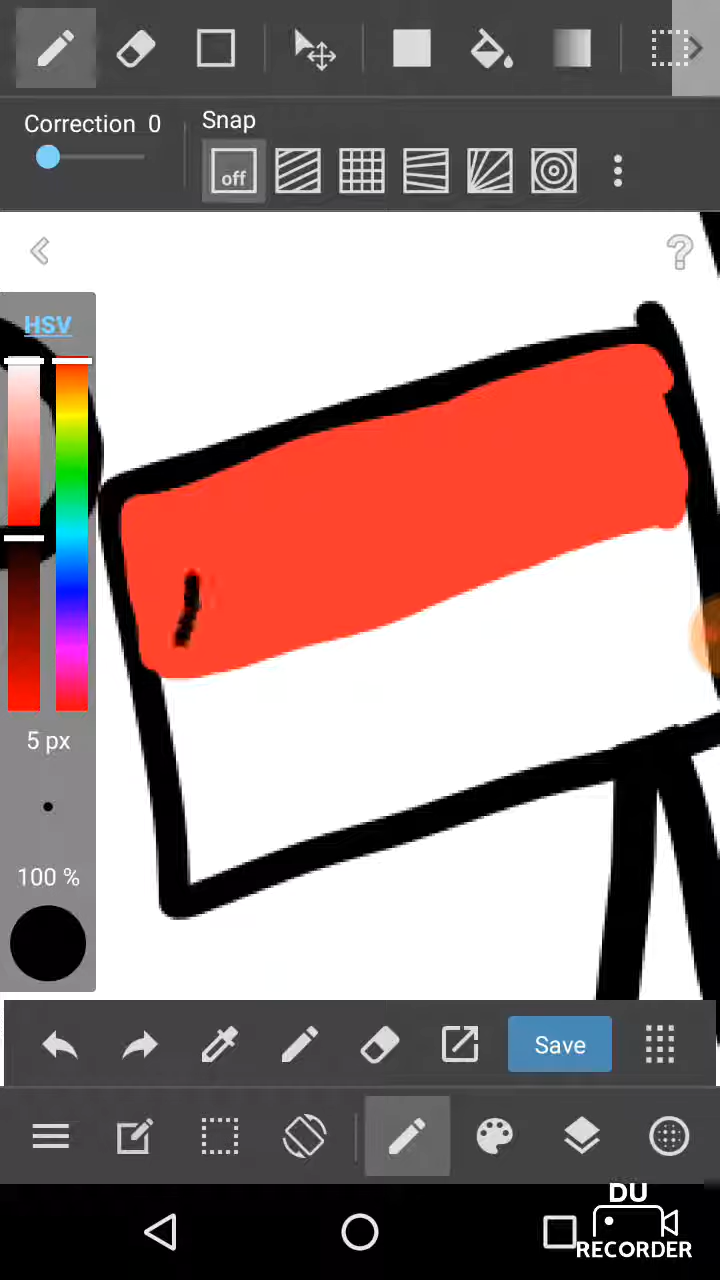 Correction 0
Snap
off
HSV
5 px
100 %
Save
DU
RECORDER